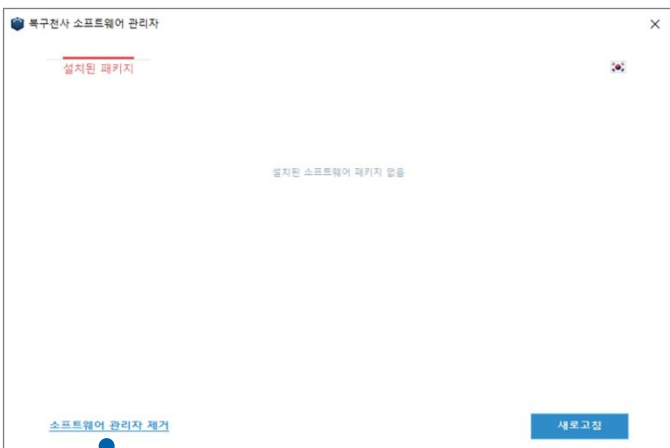 복구천사 소프트웨어 관리자
설치된 패키지
설치된 소프트웨어 패키지 없음
소프트웨어 관리자 제거
새로고침